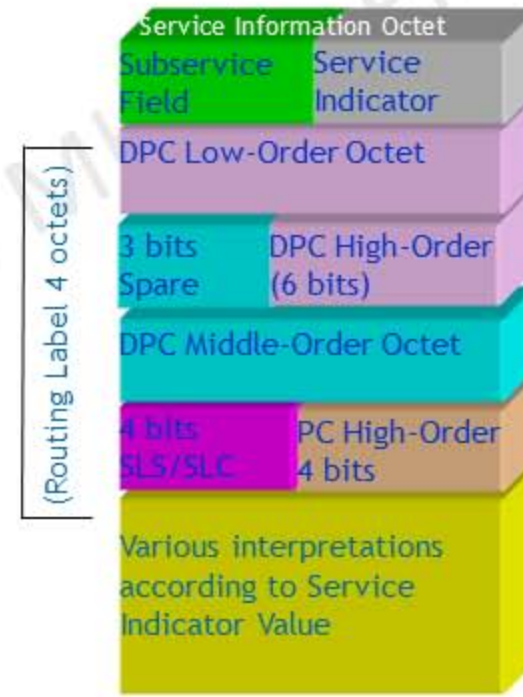 Service Information Octet
Subservice Field
Service Indicator
DPC Low-Order Octet
3 bits Spare
DPC High-Order (6 bits)
DPC Middle-Order Octet
4 bits SLS/SLC
PC High-Order 4 bits
Various interpretations
according to Service
Indicator Value
(Routing Label 4 octets)